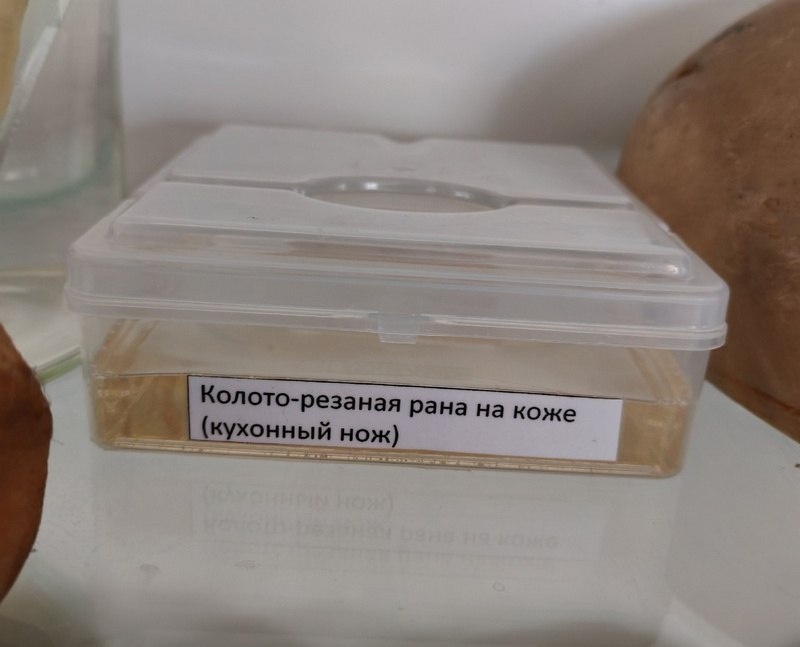 Колото-резаная рана на коже
(кухонный нож)